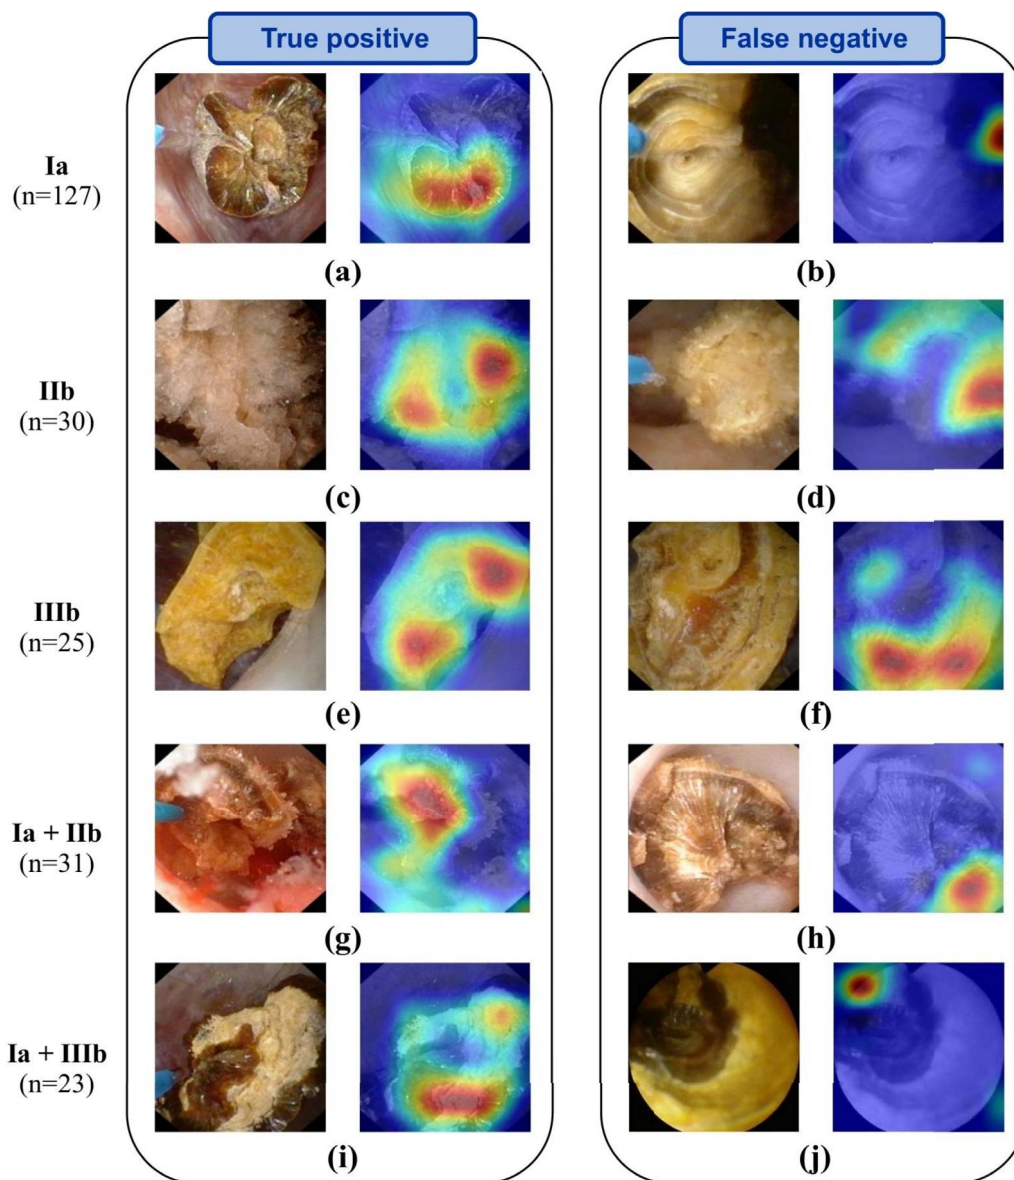 True positive
False negative
Ia
(n=127)
(a)
(b)
IIb
(n=30)
(c)
(d)
IIIb
(n=25)
(e)
(f)
Ia + IIb
(n=31)
(g)
(h)
Ia + IIIb
(n=23)
(i)
(j)